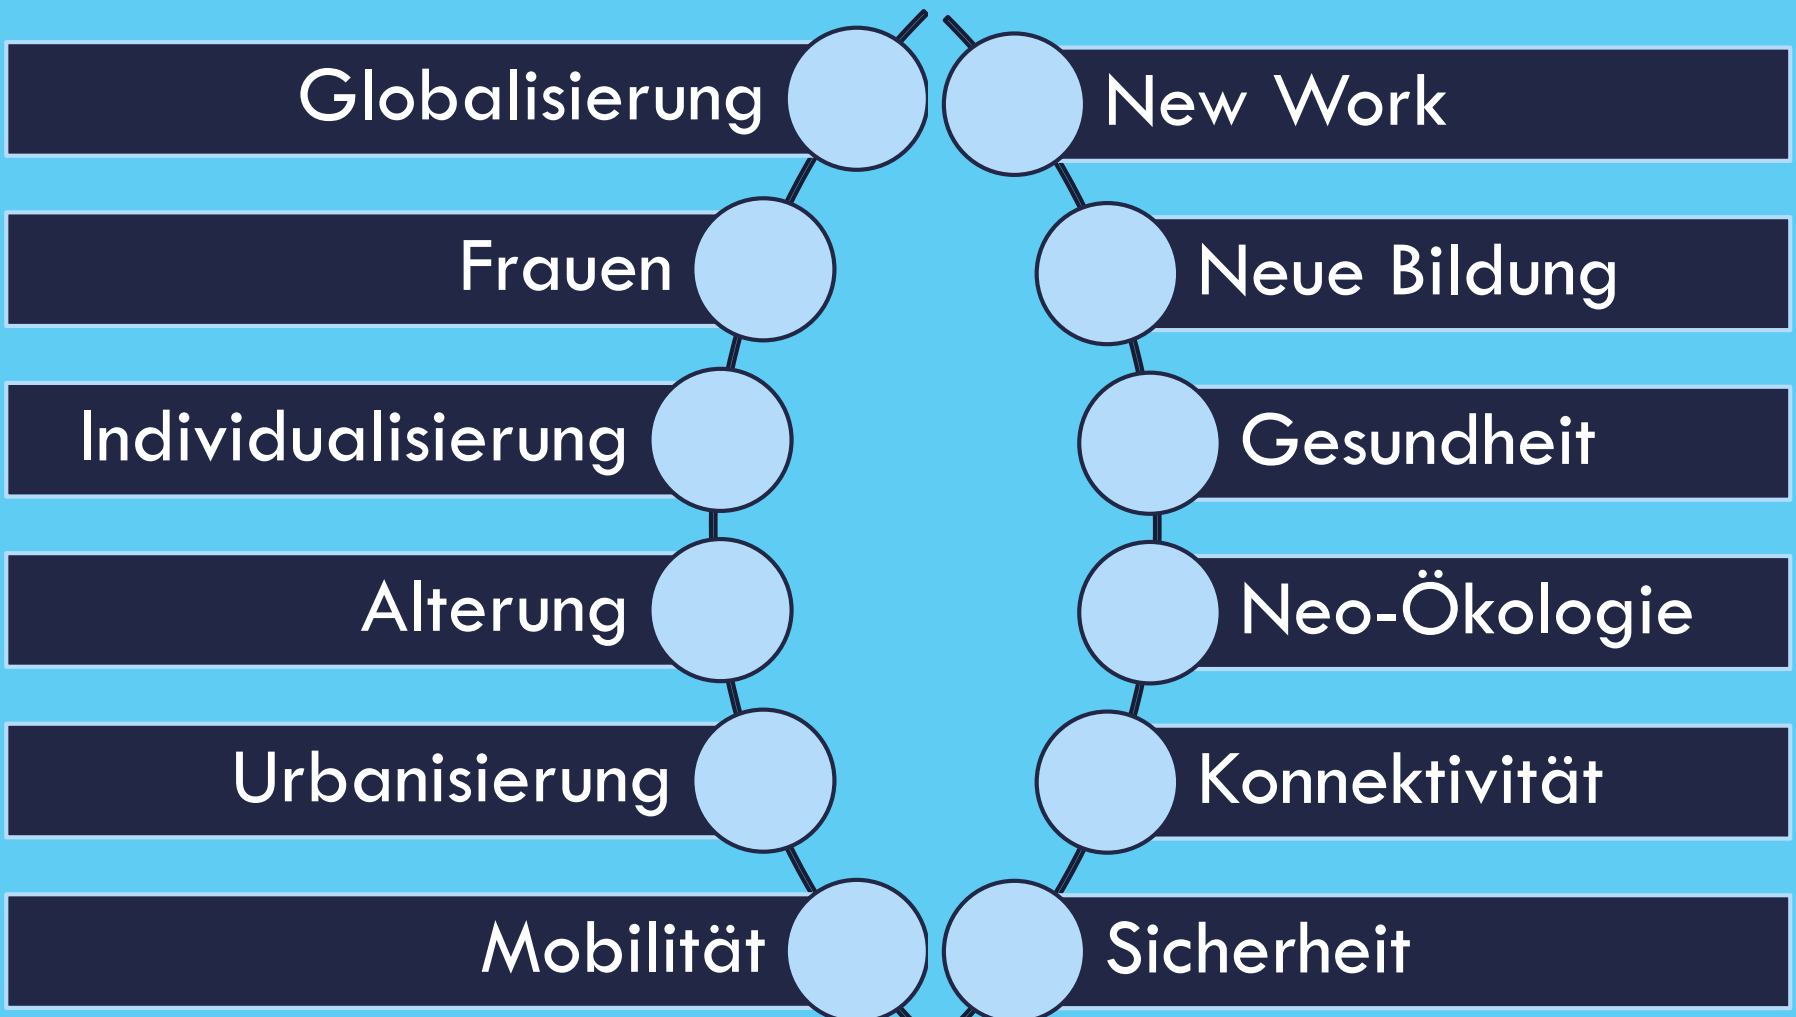 Globalisierung
Frauen
Individualisierung
Alterung
Urbanisierung
Mobilität
New Work
Neue Bildung
Gesundheit
Neo-Ökologie
Konnektivität
Sicherheit